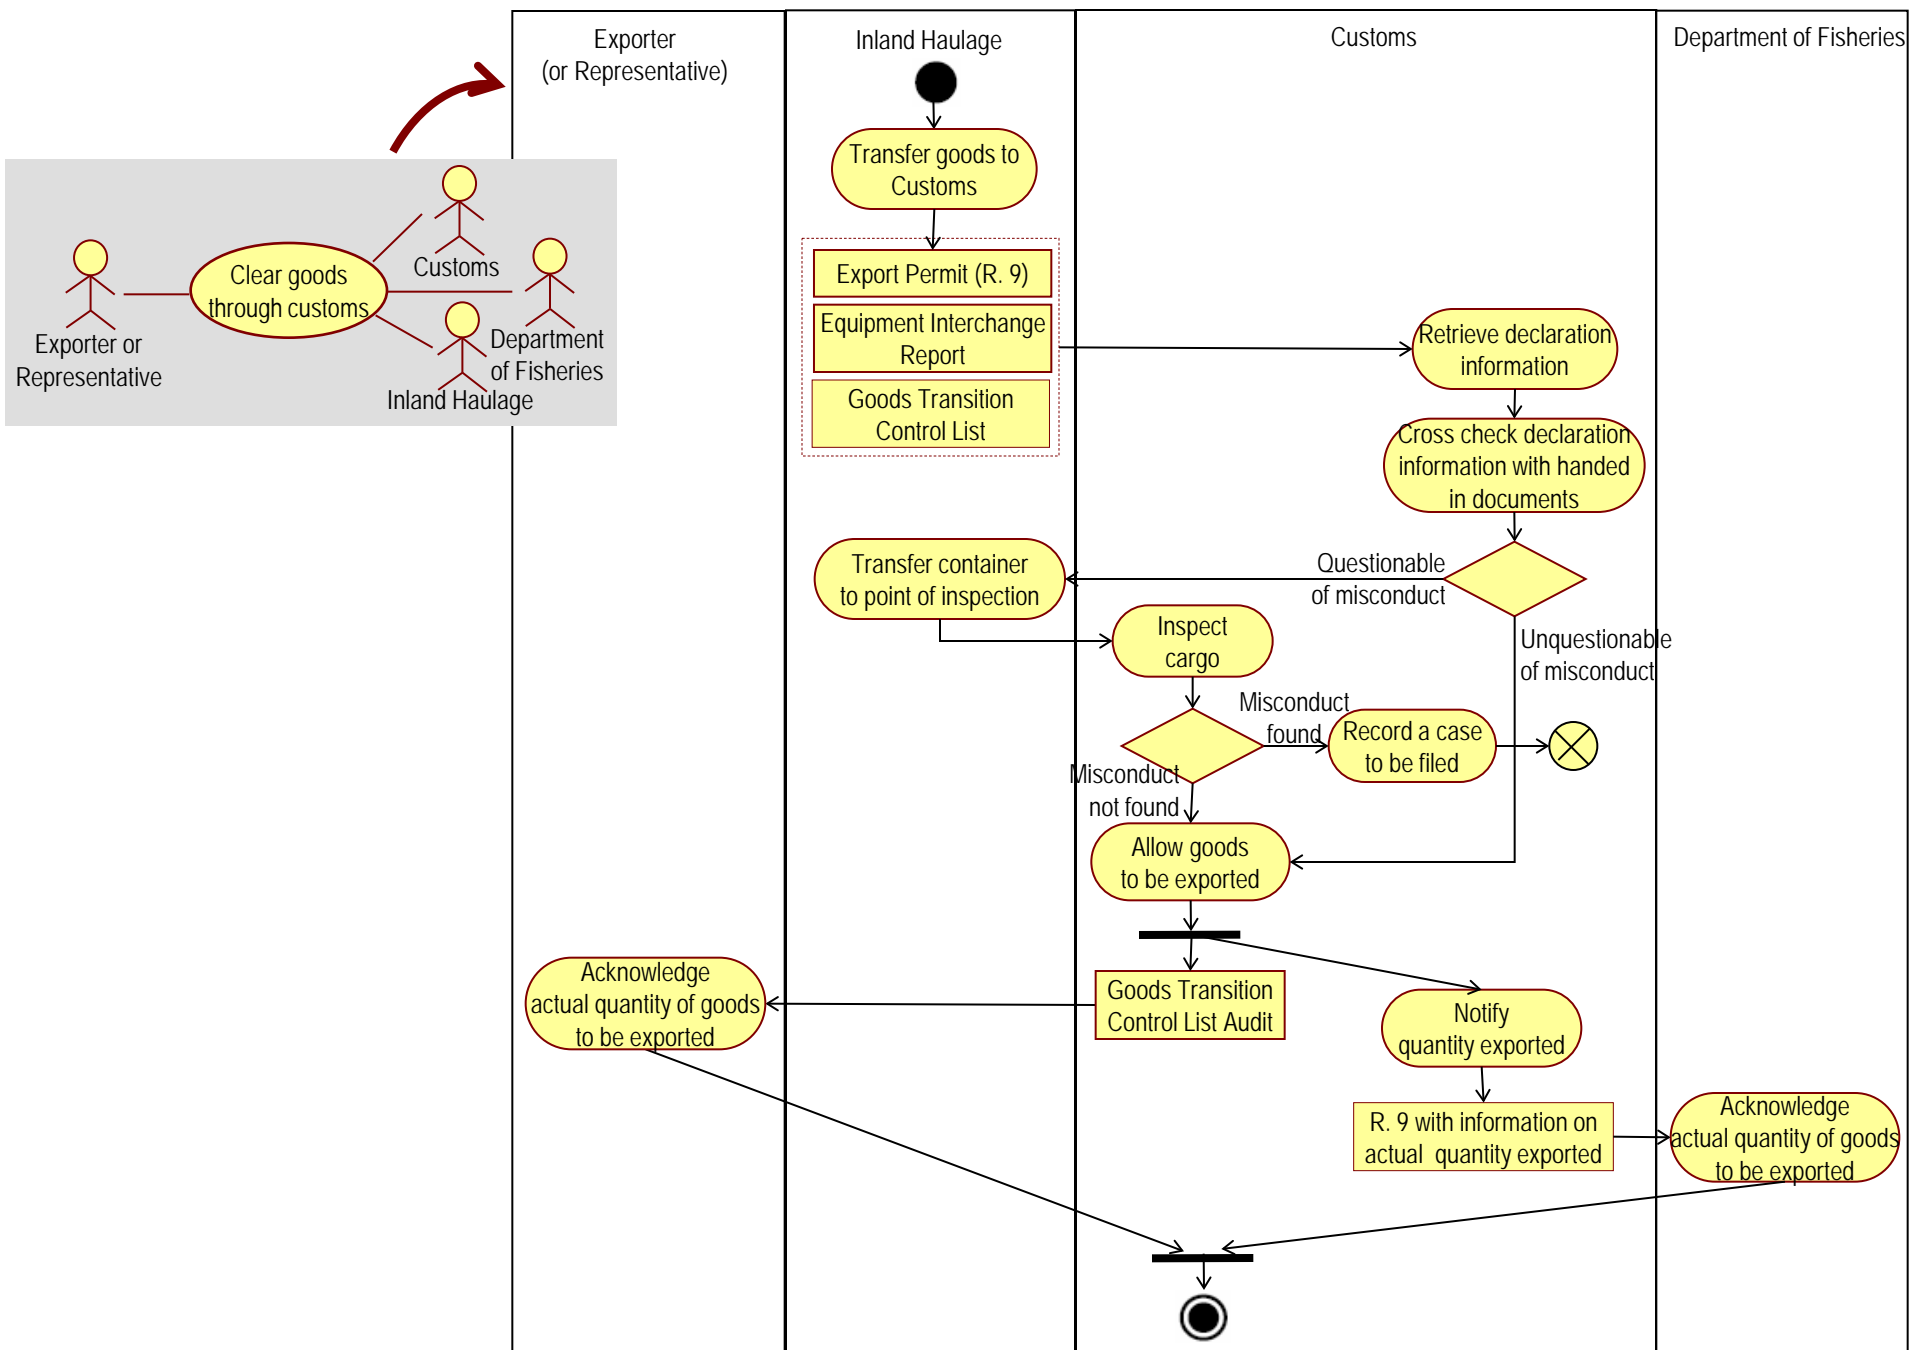 Exporter
(or Representative)
Inland Haulage
Customs
Department of Fisheries
Transfer goods to
Customs
Customs
Clear goods
through customs
Exporter or
Representative
Department
of Fisheries
Inland Haulage
Export Permit (R. 9)
Equipment Interchange
Report
Goods Transition
Control List
Retrieve declaration
information
Cross check declaration
information with handed
in documents
Questionable
of misconduct
Transfer container
to point of inspection
Inspect
cargo
Unquestionable
of misconduct
Misconduct
found
Record a case
to be filed
Misconduct
not found
Allow goods
to be exported
Acknowledge
actual quantity of goods
to be exported
Goods Transition
Control List Audit
Notify
quantity exported
R. 9 with information on
actual  quantity exported
Acknowledge
actual quantity of goods
to be exported